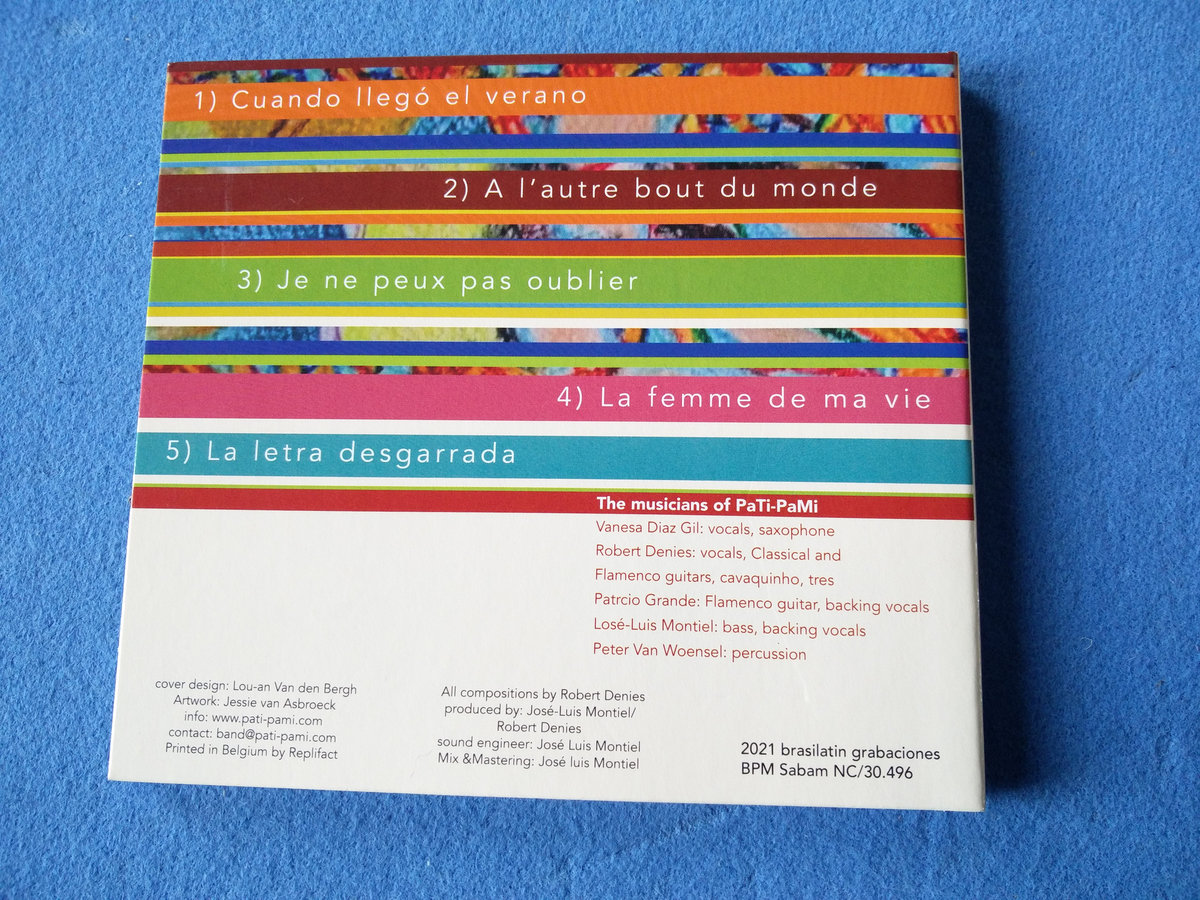 1) Cuando llegó el verano
2) A l'autre bout du monde
3) Je ne peux pas oublier
4) La femme de ma vie
5) La letra desgarrada
The musicians of PaTi-PaMi
Vanesa Diaz Gil: vocals, saxophone
Robert Denies: vocals, Classical and
Flamenco guitars, cavaquinho, tres
Patrcio Grande: Flamenco guitar, backing vocals
Losé-Luis Montiel: bass, backing vocals
Peter Van Woensel: percussion
cover design: Lou-an Van den Bergh
Artwork: Jessie van Asbroeck
info: www.pati-pami.com
contact: band@pati-pami.com
Printed in Belgium by Replifact
All compositions by Robert Denies
produced by: José-Luis Montiel/
Robert Denies
sound engineer: José Luis Montiel
Mix &Mastering: José luis Montiel
2021 brasilatin grabaciones
BPM Sabam NC/30.496